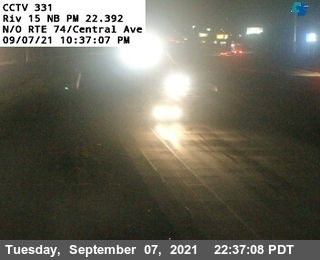 CCTV 331
Riv 15 NB PM 22.392
N/O RTE 74/Central Ave
09/07/21 10:37:07 PM
Tuesday, September 07, 2021 22:37:08 PDT